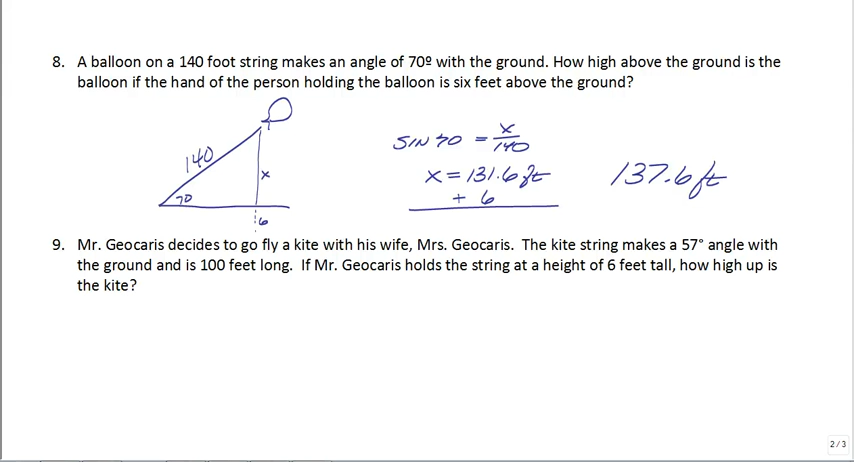 8. A balloon on a 140 foot string makes an angle of 70º with the ground. How high above the ground is the
balloon if the hand of the person holding the balloon is six feet above the ground?
140
70
x
6
SIN 70 = x/140
x = 131.6 ft
+ 6
137.6 ft
9. Mr. Geocaris decides to go fly a kite with his wife, Mrs. Geocaris. The kite string makes a 57° angle with
the ground and is 100 feet long. If Mr. Geocaris holds the string at a height of 6 feet tall, how high up is
the kite?
2 / 3